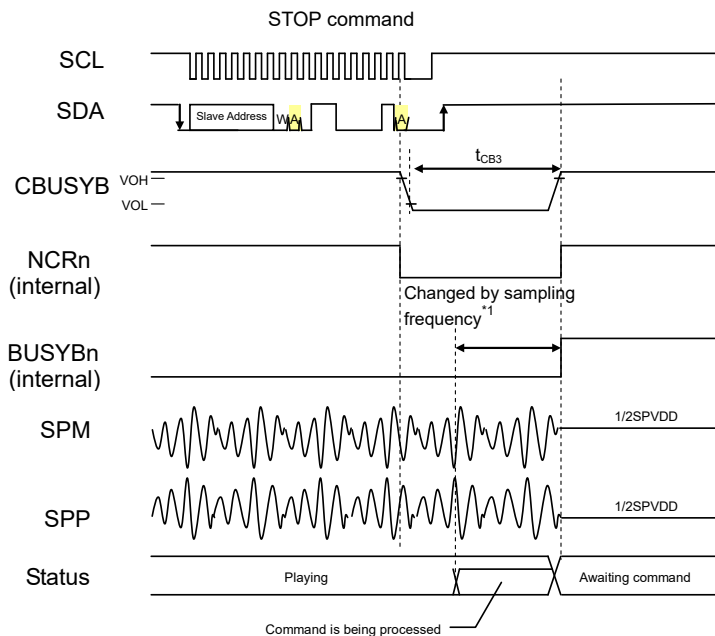 STOP command
SCL
SDA
Slave Address
W
A
A
tCB3
CBUSYB
VOH
VOL
NCRn
(internal)
Changed by sampling
frequency*1
BUSYBn
(internal)
SPM
1/2SPVDD
SPP
1/2SPVDD
Status
Playing
Awaiting command
Command is being processed